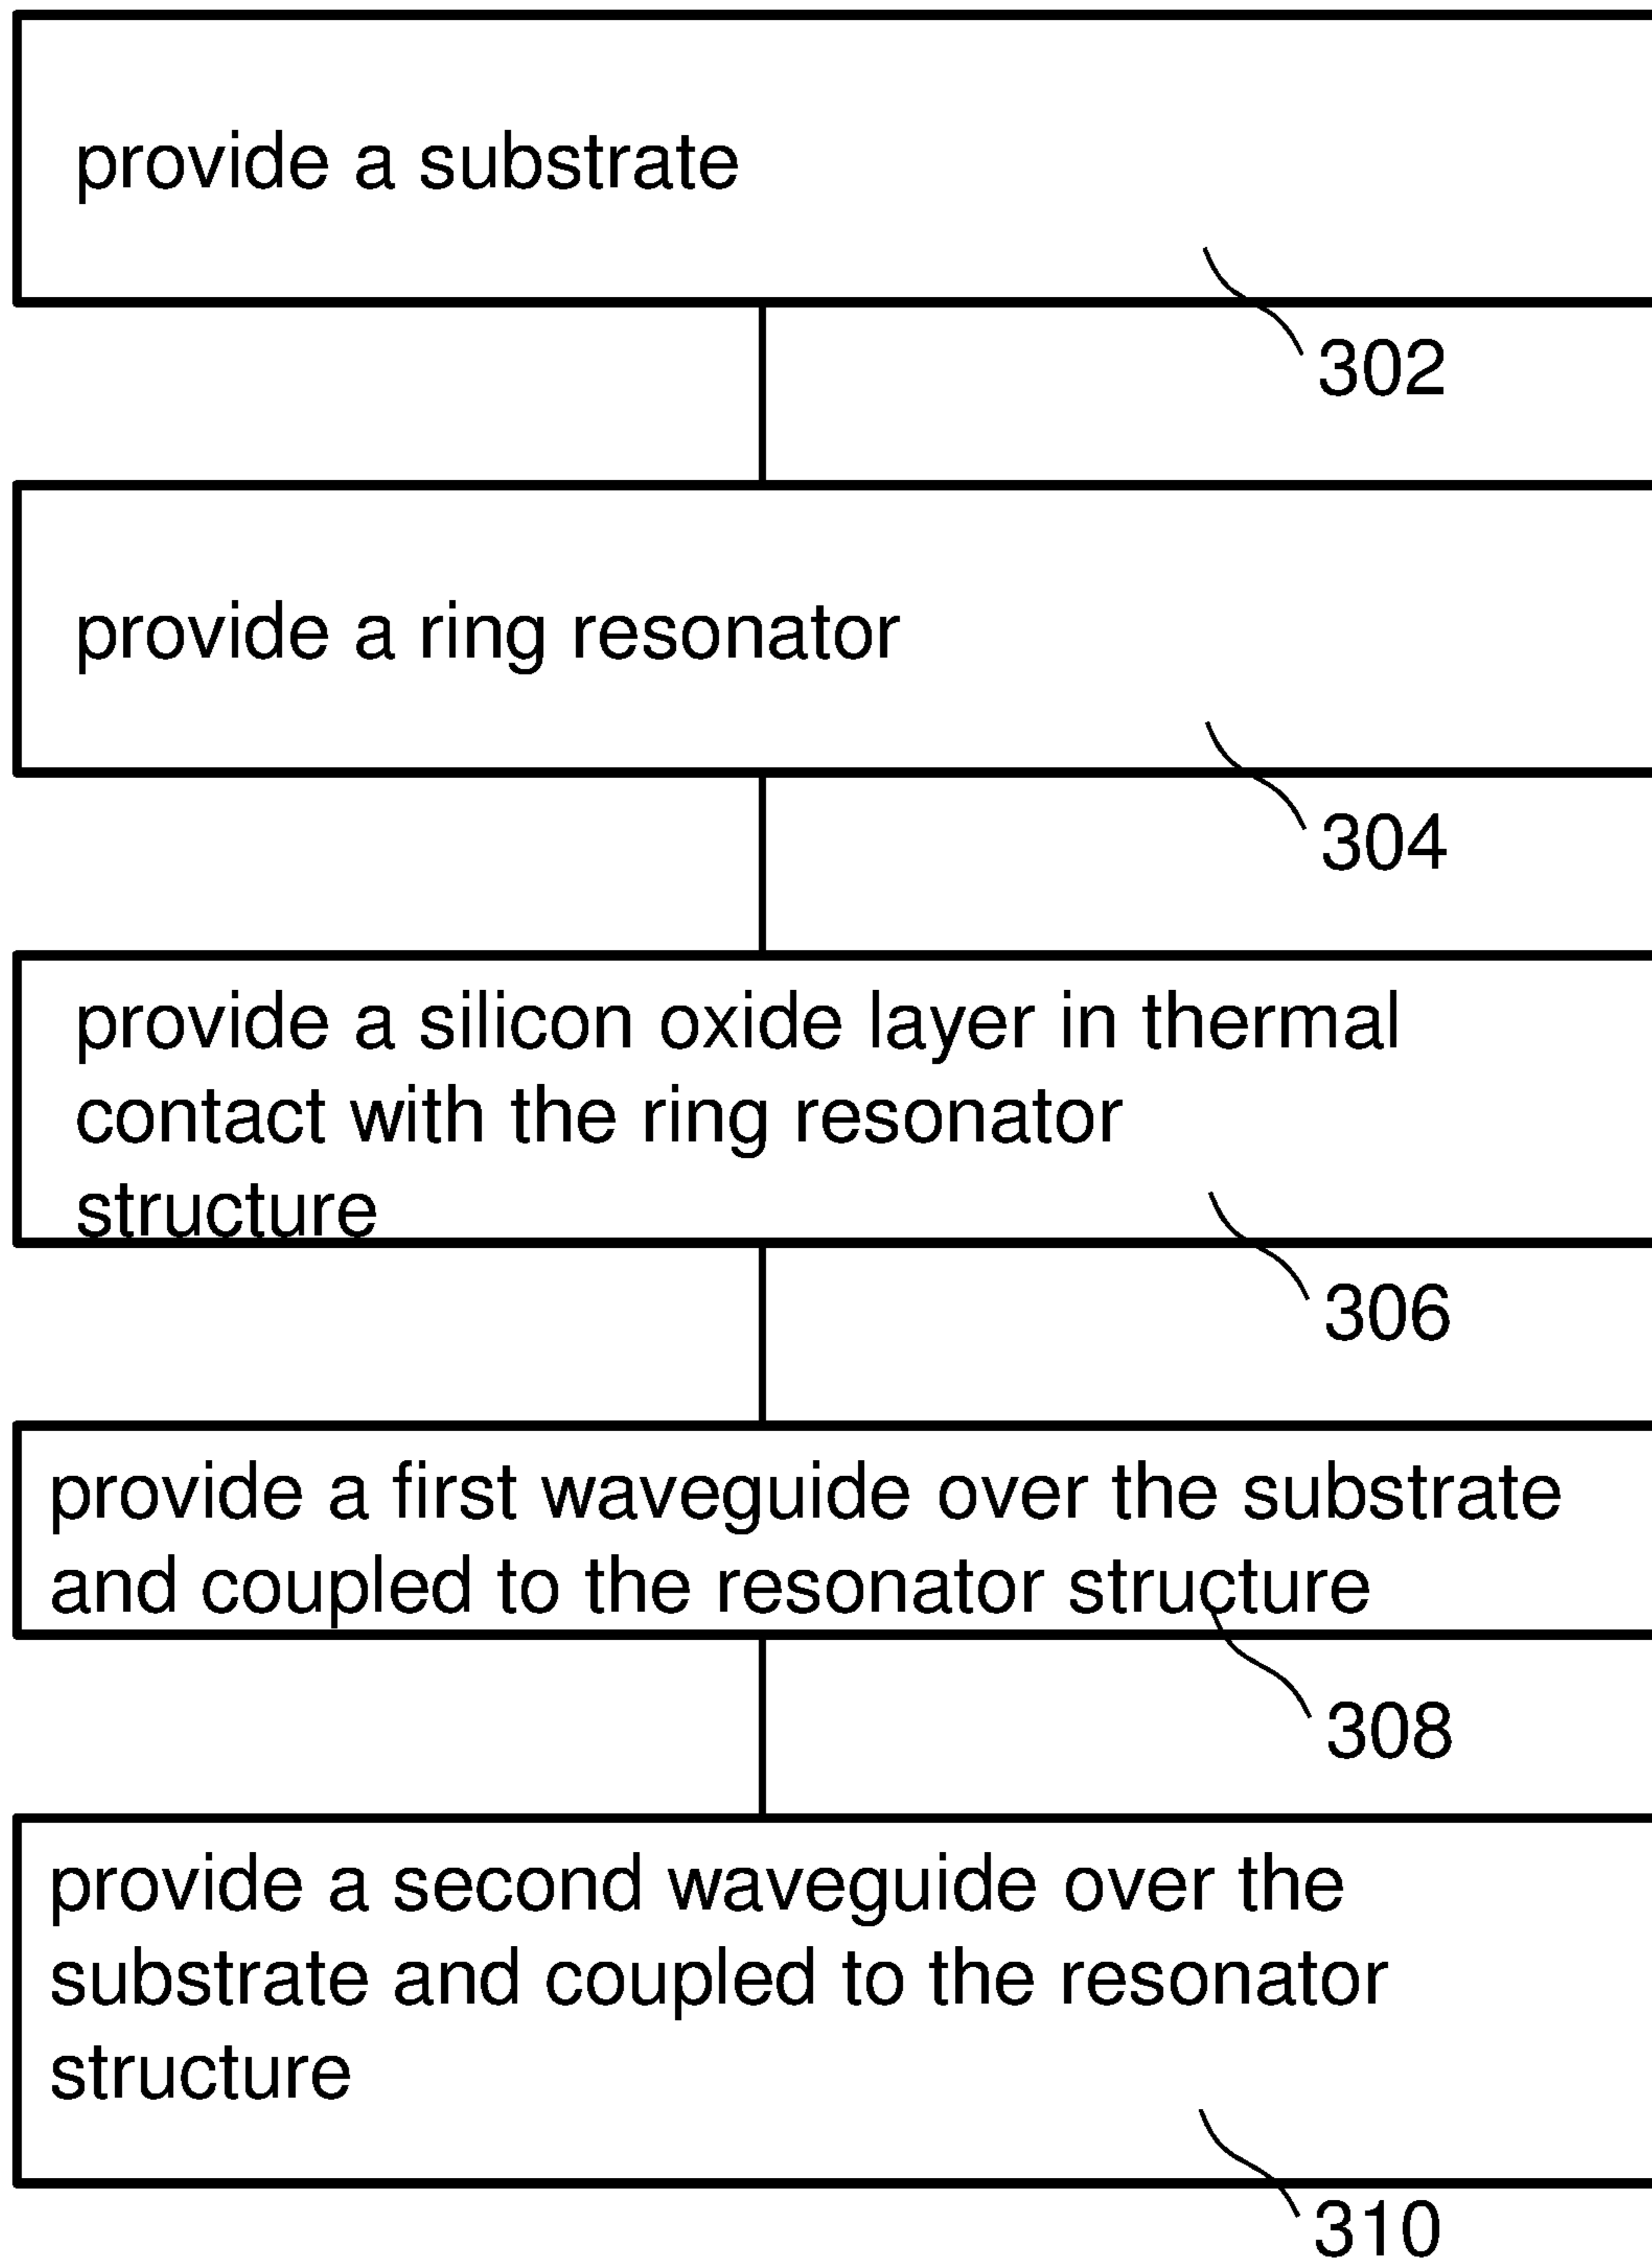 provide a substrate
302
provide a ring resonator
304
provide a silicon oxide layer in thermal
contact with the ring resonator
structure
306
provide a first waveguide over the substrate
and coupled to the resonator structure
308
provide a second waveguide over the
substrate and coupled to the resonator
structure
310